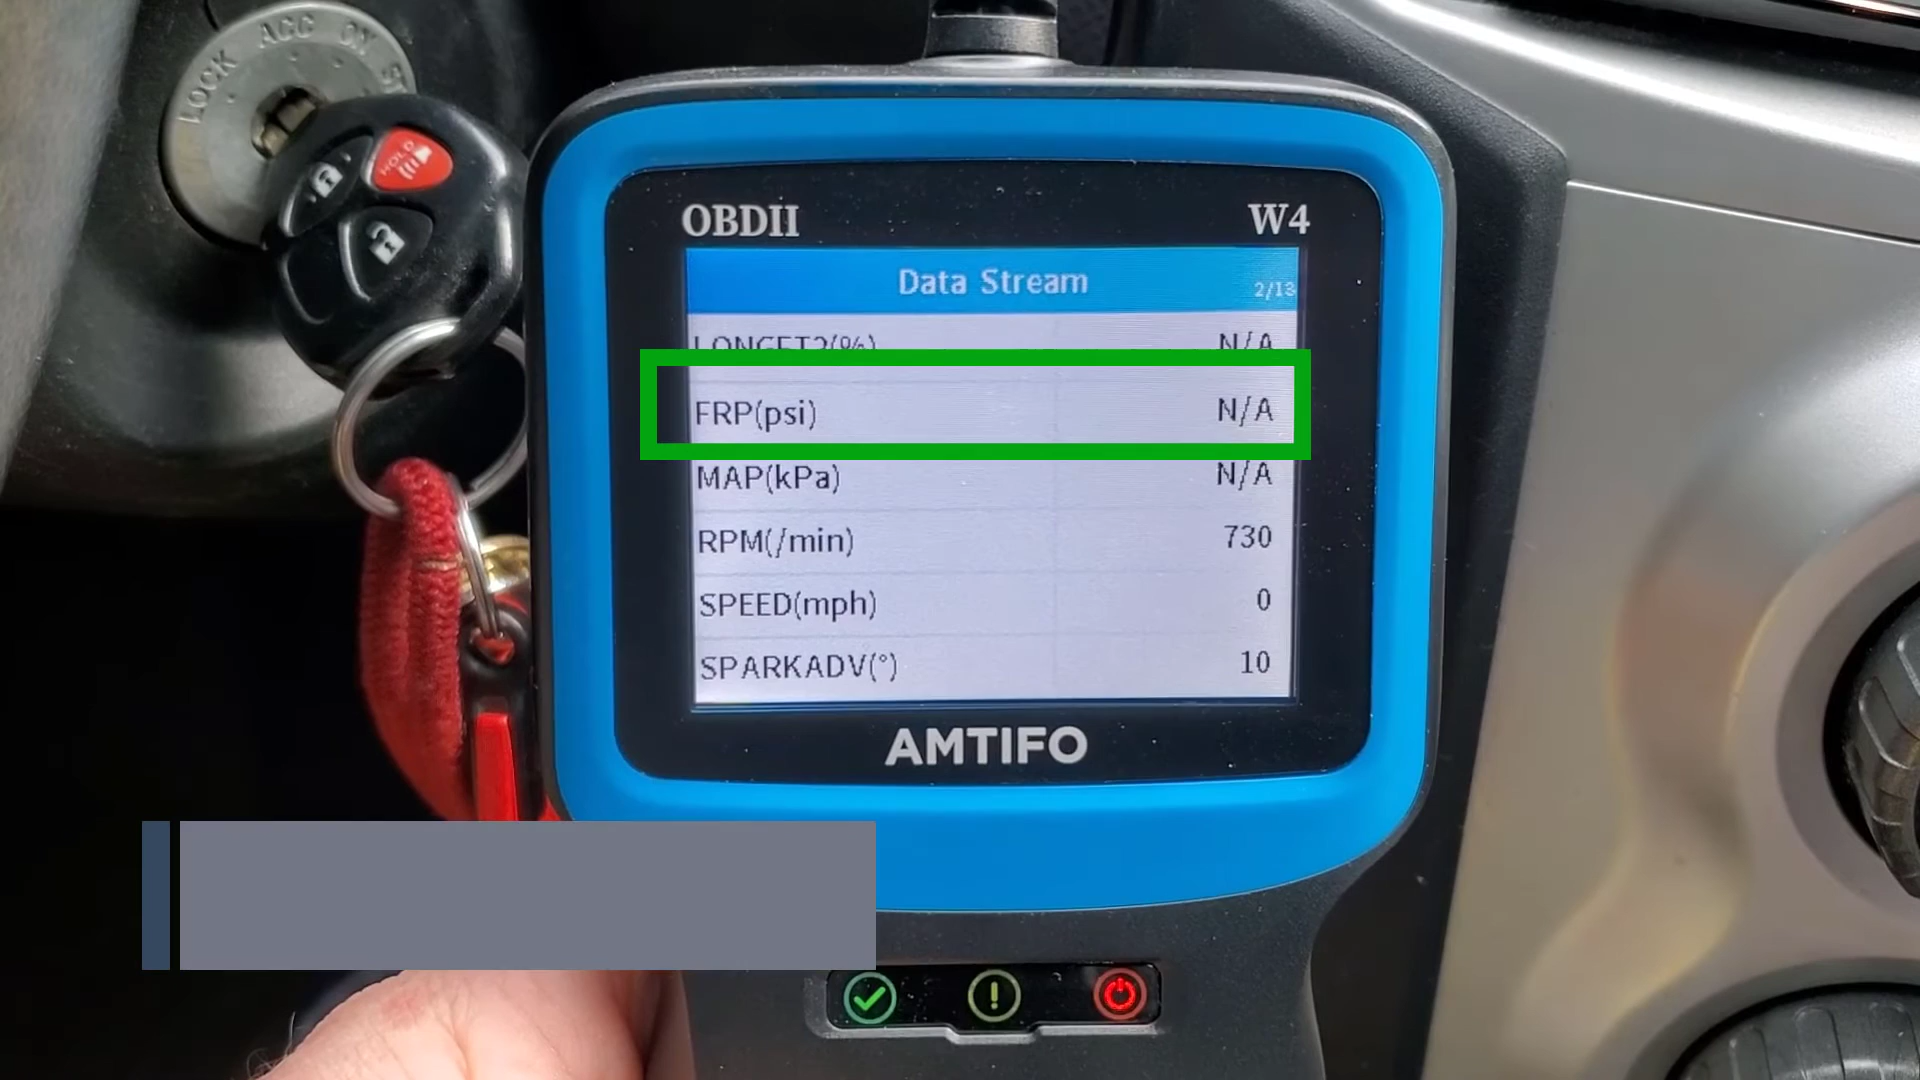 LOCK ACC ON
HOLD
OBDII W4
Data Stream 2/13
LONGFT2(%) N/A
FRP(psi) N/A
MAP(kPa) N/A
RPM(/min) 730
SPEED(mph) 0
SPARKADV(°) 10
AMTIFO